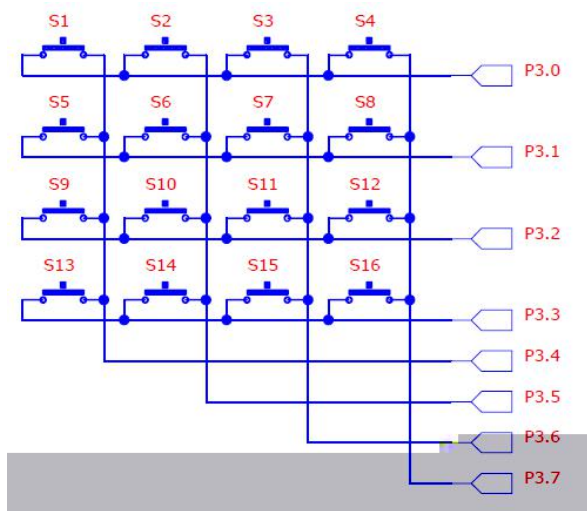 S1 S2 S3 S4
P3.0
S5 S6 S7 S8
P3.1
S9 S10 S11 S12
P3.2
S13 S14 S15 S16
P3.3
P3.4
P3.5
P3.6
P3.7